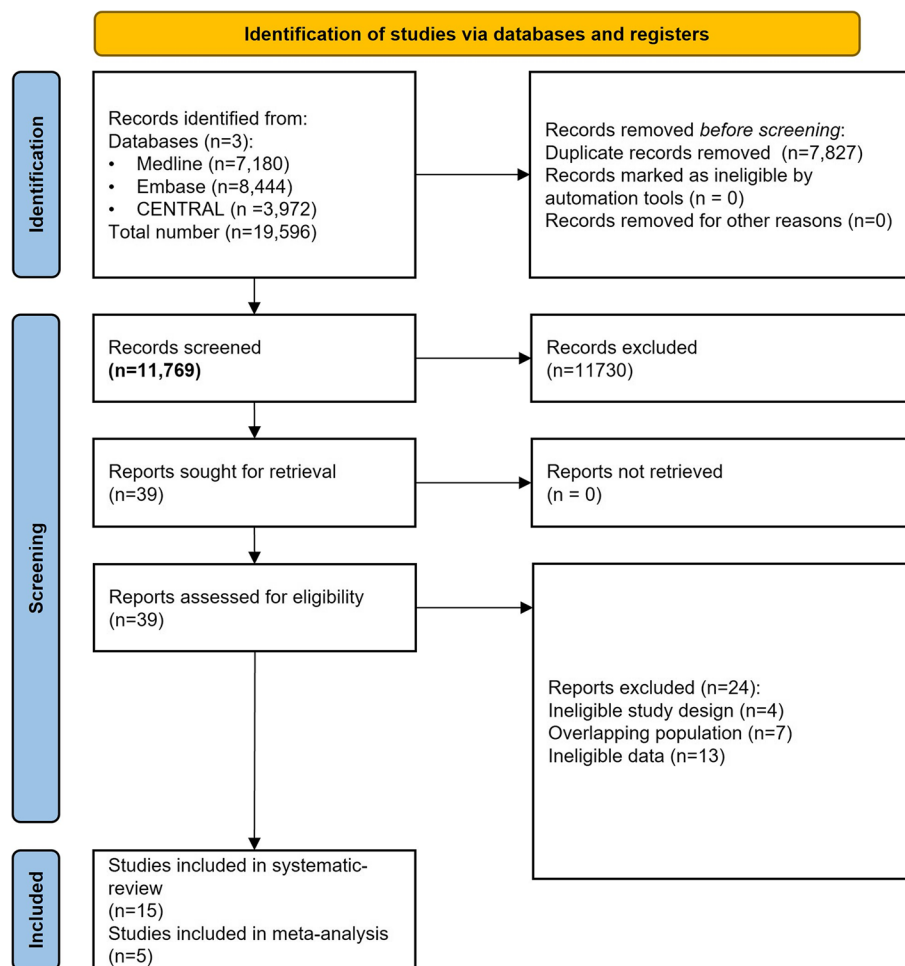 Identification of studies via databases and registers
Identification
Records identified from:
Databases (n=3):
• Medline (n=7,180)
• Embase (n=8,444)
• CENTRAL (n =3,972)
Total number (n=19,596)
Records removed before screening:
Duplicate records removed (n=7,827)
Records marked as ineligible by
automation tools (n = 0)
Records removed for other reasons (n=0)
Screening
Records screened
(n=11,769)
Records excluded
(n=11730)
Reports sought for retrieval
(n=39)
Reports not retrieved
(n = 0)
Reports assessed for eligibility
(n=39)
Reports excluded (n=24):
Ineligible study design (n=4)
Overlapping population (n=7)
Ineligible data (n=13)
Included
Studies included in systematic-
review
(n=15)
Studies included in meta-analysis
(n=5)